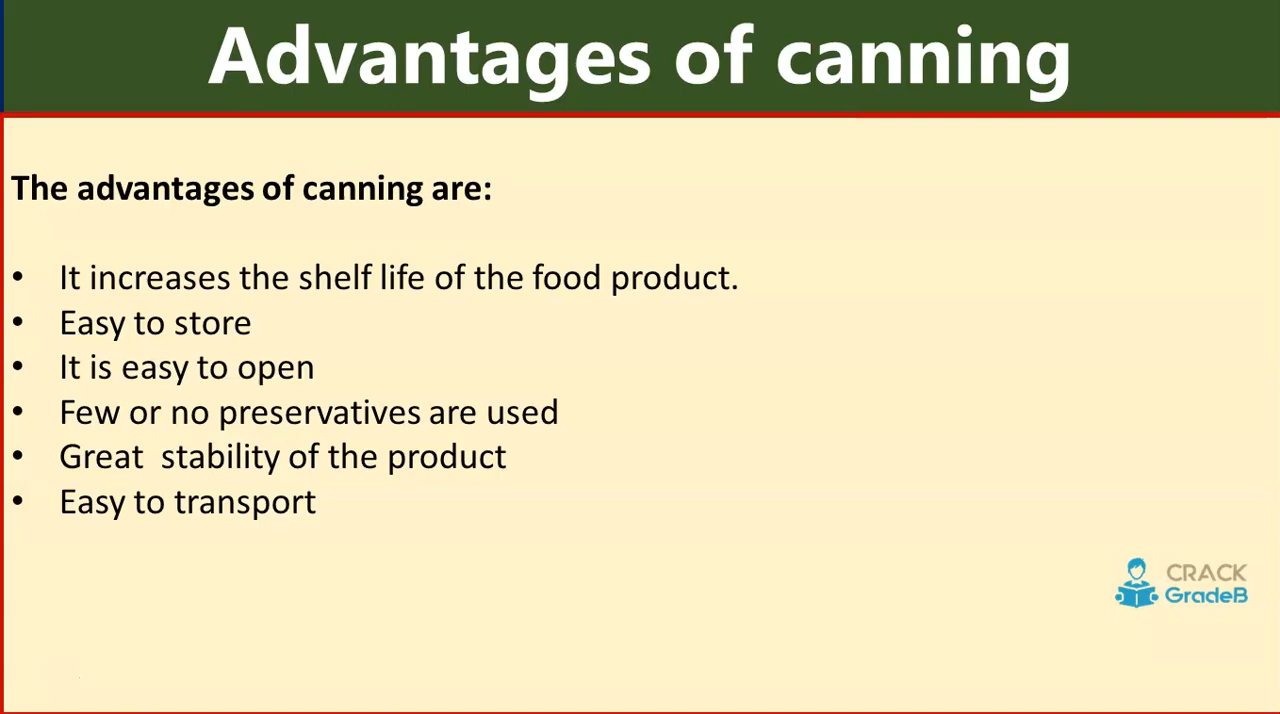 Advantages of canning
The advantages of canning are:
• It increases the shelf life of the food product.
• Easy to store
• It is easy to open
• Few or no preservatives are used
• Great  stability of the product
• Easy to transport
CRACK
GradeB